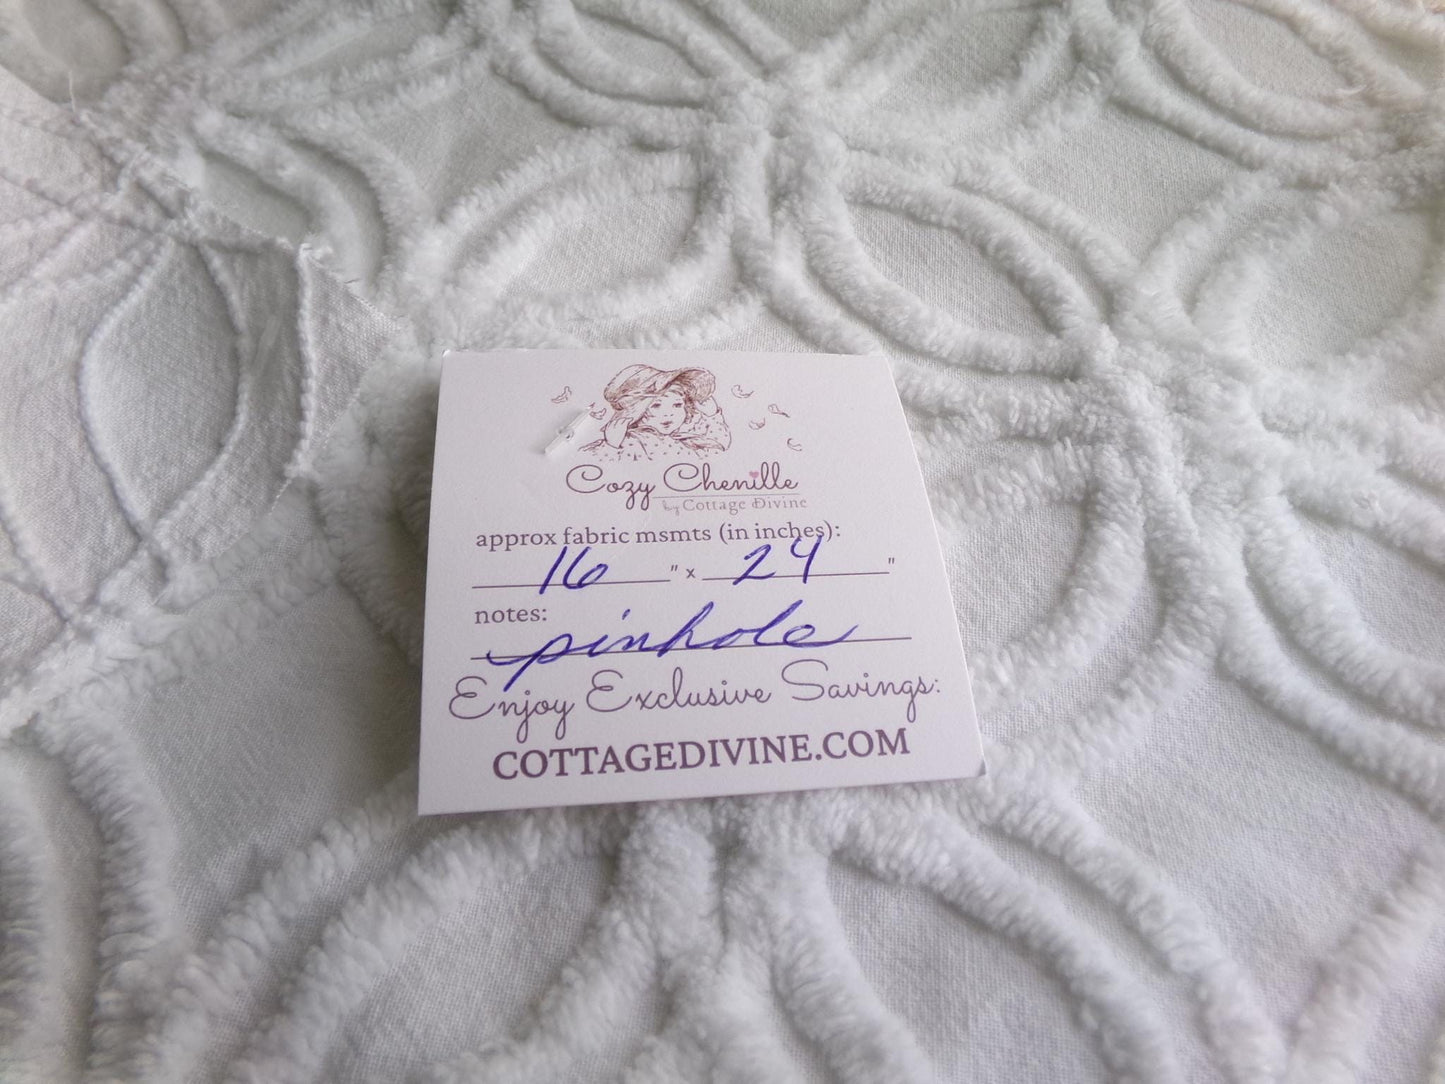 Cozy Chenille
by Cottage Divine
approx fabric msmts (in inches):
16 " x 24 "
notes:
pinhole
Enjoy Exclusive Savings:
COTTAGEDIVINE.COM